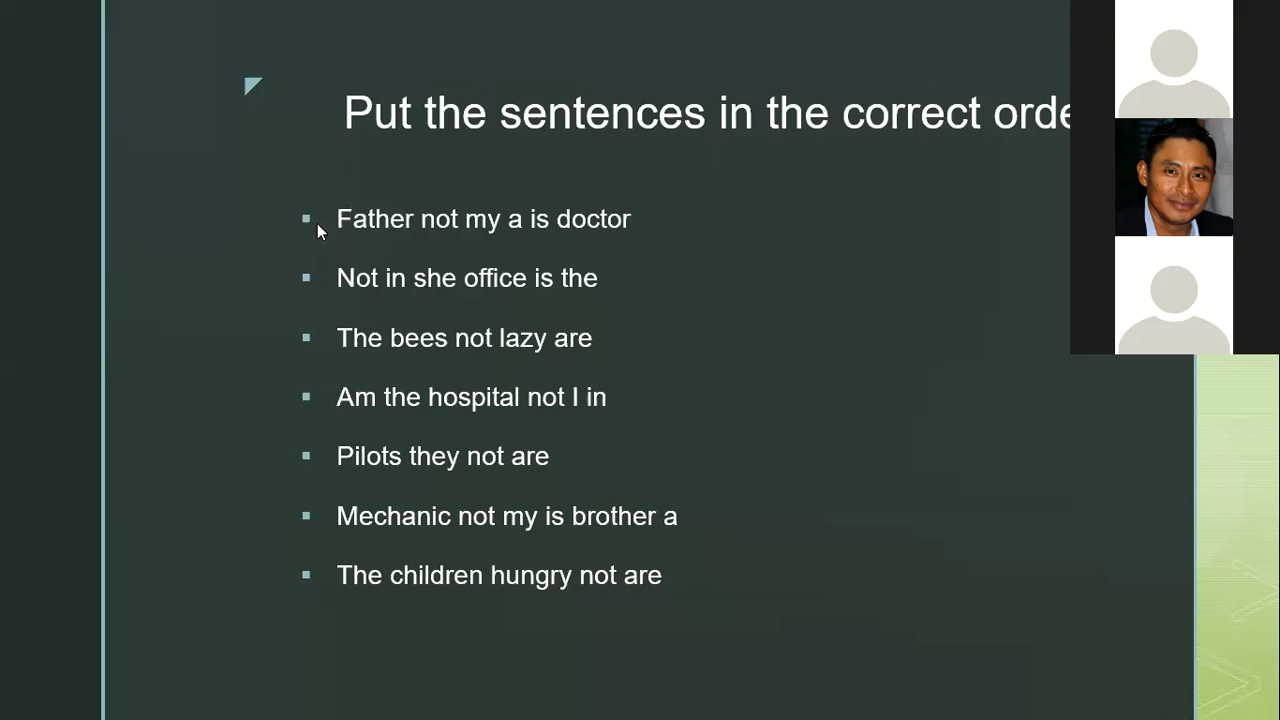 Put the sentences in the correct orde
Father not my a is doctor
Not in she office is the
The bees not lazy are
Am the hospital not I in
Pilots they not are
Mechanic not my is brother a
The children hungry not are